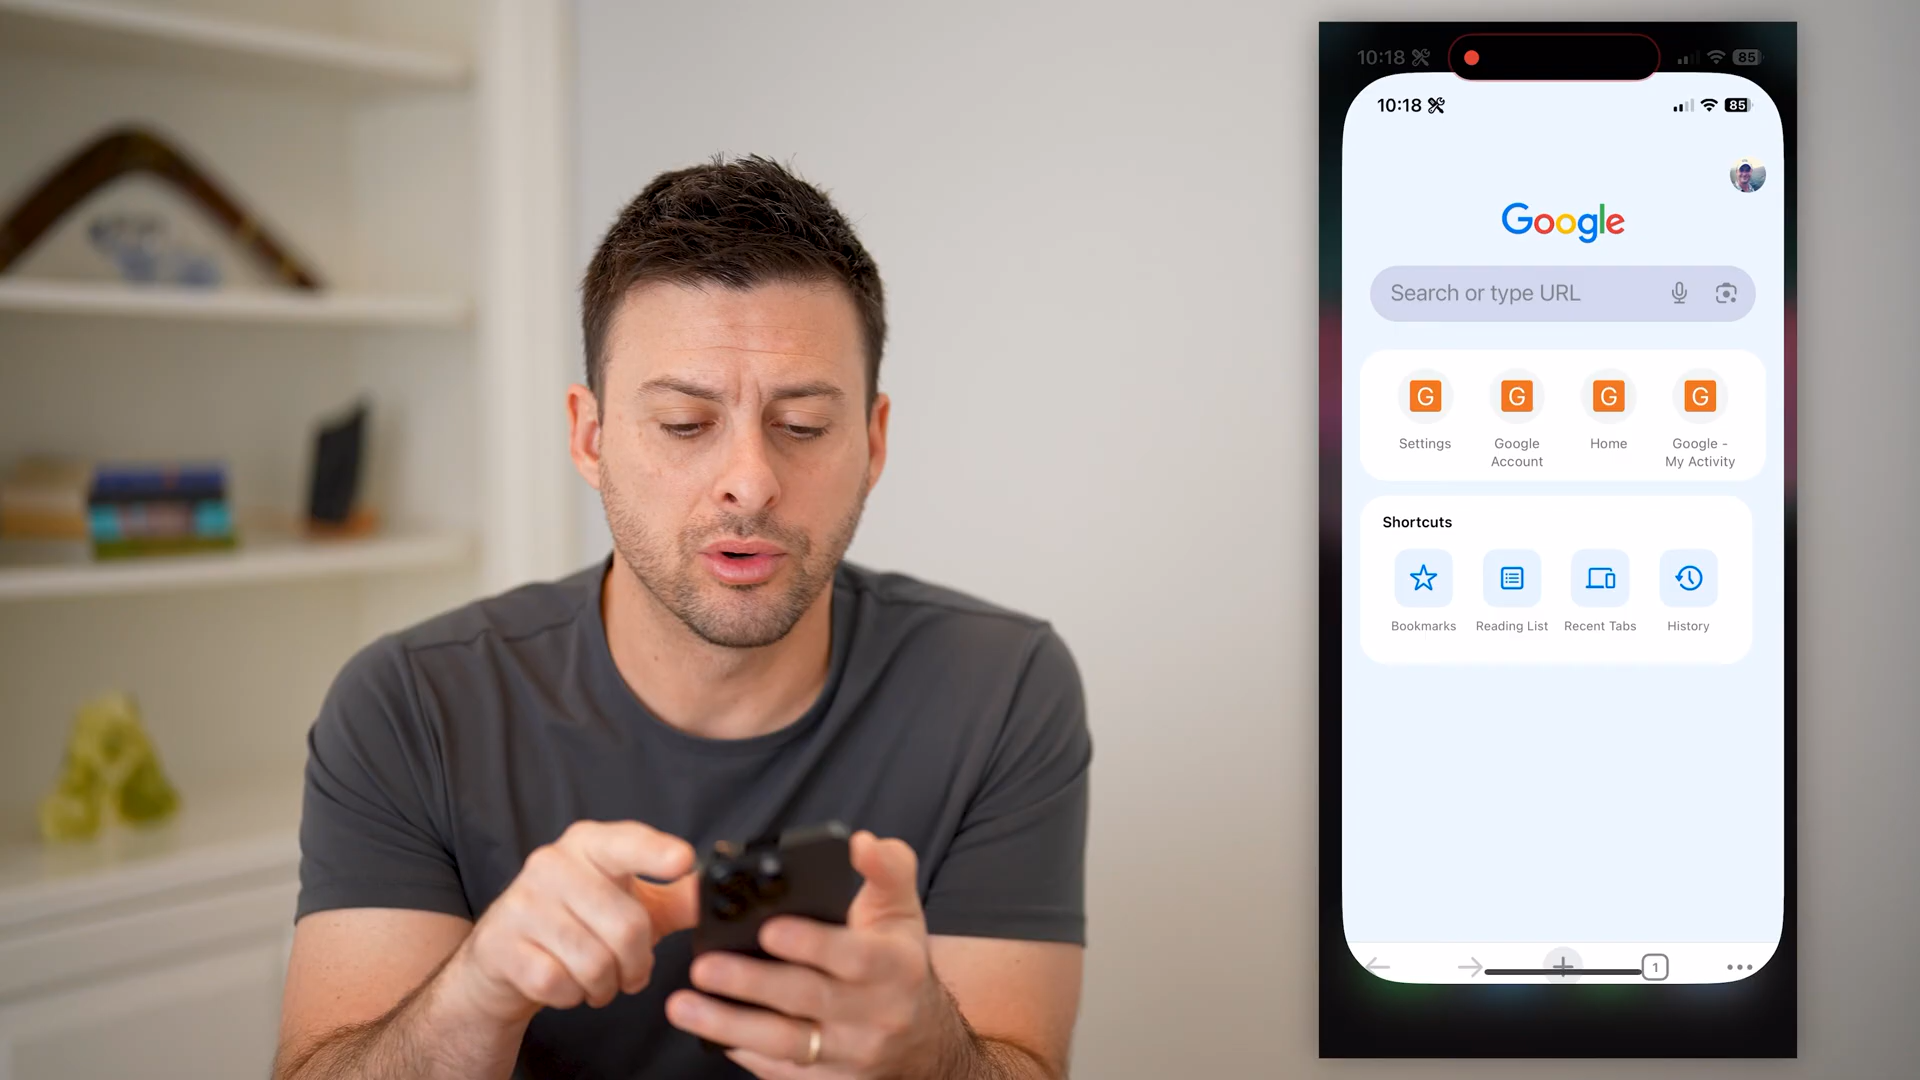 10:18
85
10:18
85
Google
Search or type URL
G G G G
Settings
Google
Account
Home
Google -
My Activity
Shortcuts
Bookmarks Reading List Recent Tabs History
1